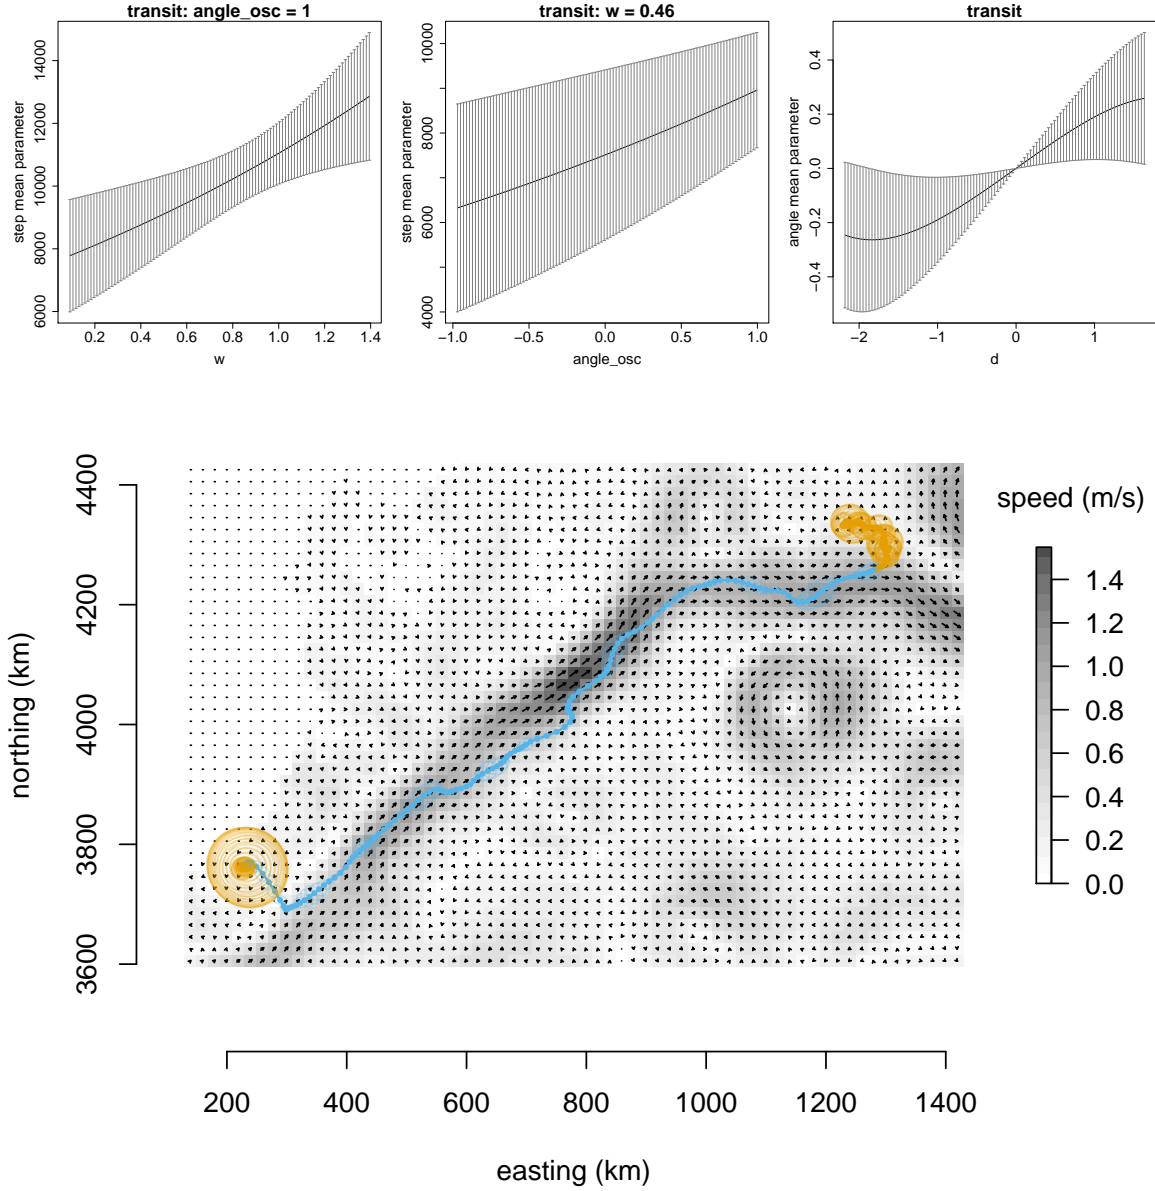 transit: angle_osc = 1
step mean parameter
14000
12000
10000
8000
6000
0.2 0.4 0.6 0.8 1.0 1.2 1.4
w
transit: w = 0.46
step mean parameter
10000
8000
6000
4000
−1.0 −0.5 0.0 0.5 1.0
angle_osc
transit
angle mean parameter
0.4
0.2
0.0
−0.2
−0.4
−2 −1 0 1
d
northing (km)
4400
4200
4000
3800
3600
200 400 600 800 1000 1200 1400
easting (km)
speed (m/s)
1.4
1.2
1.0
0.8
0.6
0.4
0.2
0.0